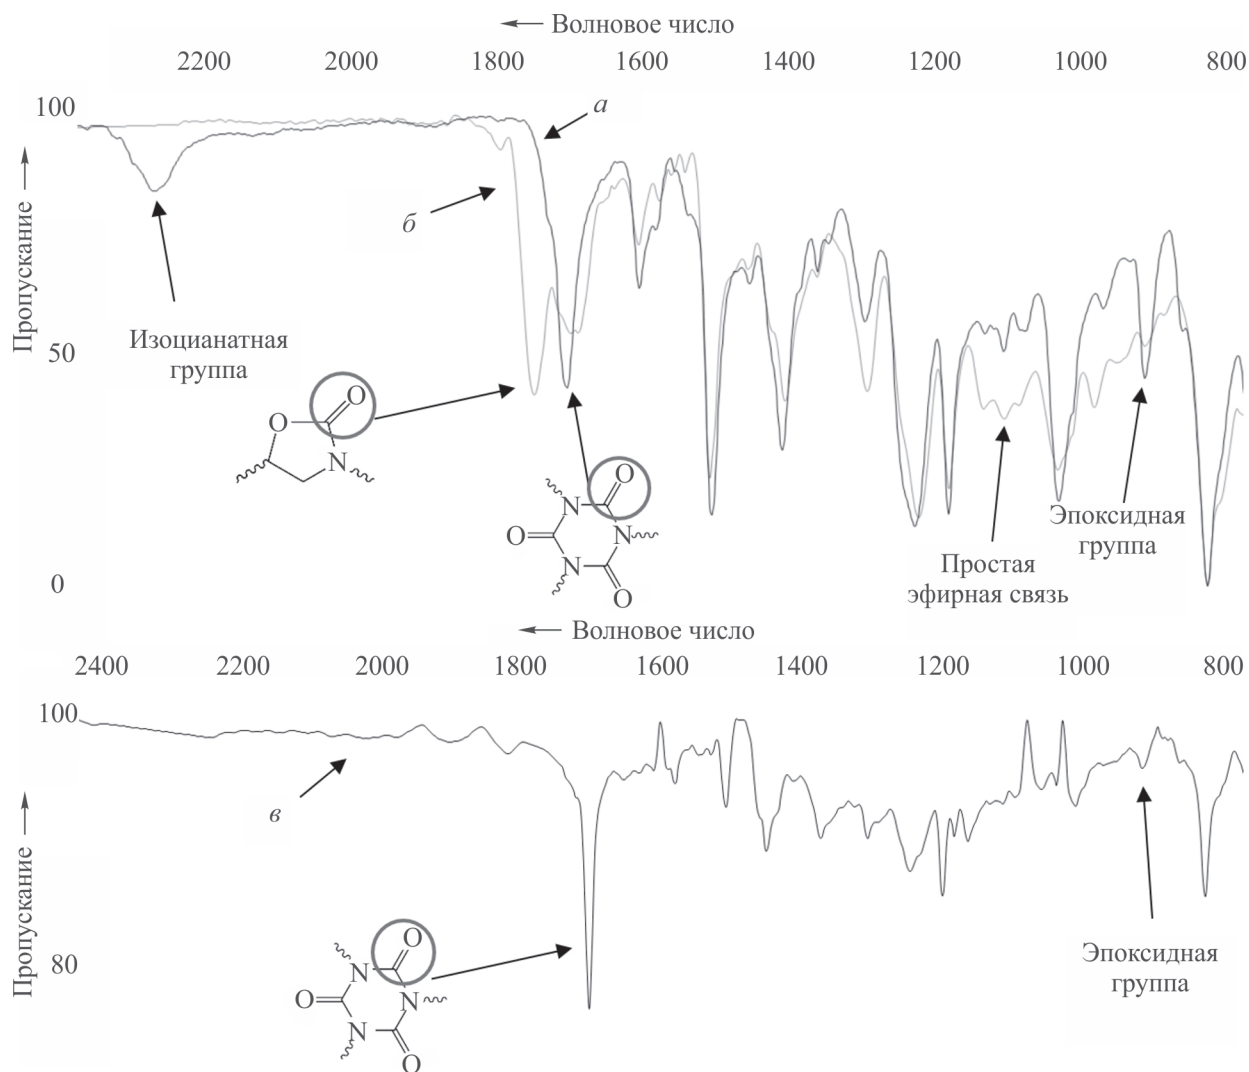 Волновое число
2200 2000 1800 1600 1400 1200 1000 800
100
а
б
Пропускание
50
0
Изоцианатная
группа
O
O
N
O
N
O
N
N
O
Эпоксидная
группа
Простая
эфирная связь
Волновое число
2400 2200 2000 1800 1600 1400 1200 1000 800
100
в
Пропускание
80
O
N
O
N
N
O
Эпоксидная
группа